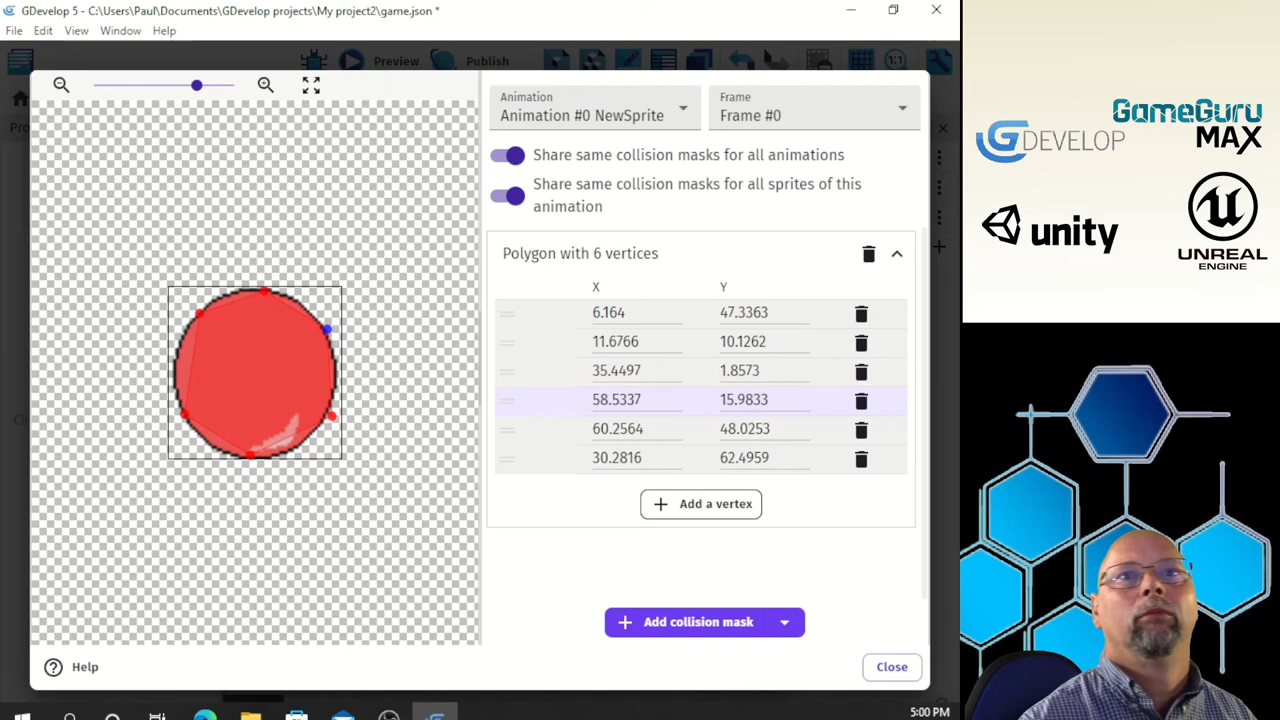 GDevelop 5 - C:\Users\Paul\Documents\GDevelop projects\My project2\game.json *
File Edit View Window Help
Preview
Publish
1:1
Animation
Animation #0 NewSprite
Frame
Frame #0
Share same collision masks for all animations
Share same collision masks for all sprites of this
animation
Polygon with 6 vertices
X Y
6.164 47.3363
11.6766 10.1262
35.4497 1.8573
58.5337 15.9833
60.2564 48.0253
30.2816 62.4959
+ Add a vertex
+ Add collision mask
? Help
Close
5:00 PM
GameGuru
MAX
GDEVELOP
unity
UNREAL
ENGINE